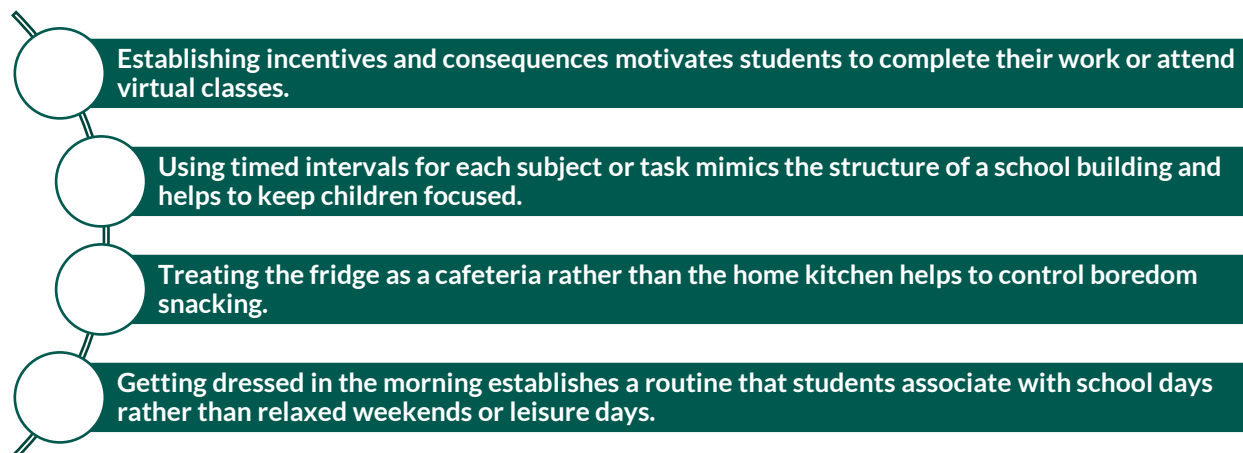 Establishing incentives and consequences motivates students to complete their work or attend
virtual classes.
Using timed intervals for each subject or task mimics the structure of a school building and
helps to keep children focused.
Treating the fridge as a cafeteria rather than the home kitchen helps to control boredom
snacking.
Getting dressed in the morning establishes a routine that students associate with school days
rather than relaxed weekends or leisure days.